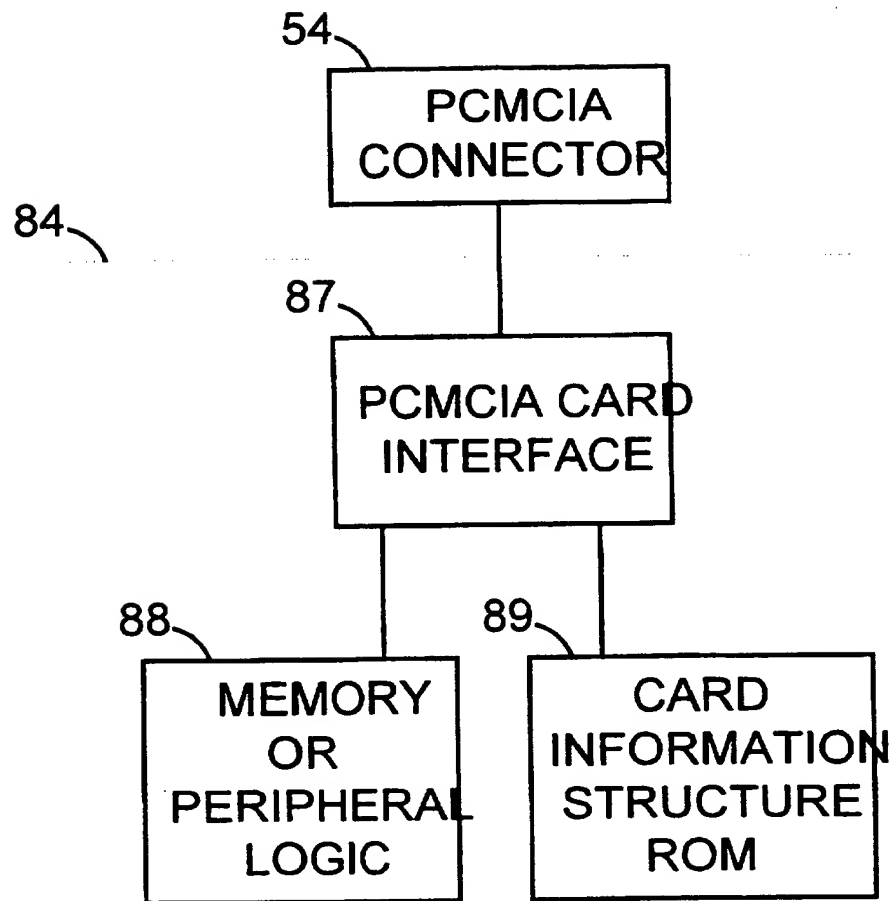 54
PCMCIA
CONNECTOR
84
87
PCMCIA CARD
INTERFACE
88
MEMORY
OR
PERIPHERAL
LOGIC
89
CARD
INFORMATION
STRUCTURE
ROM